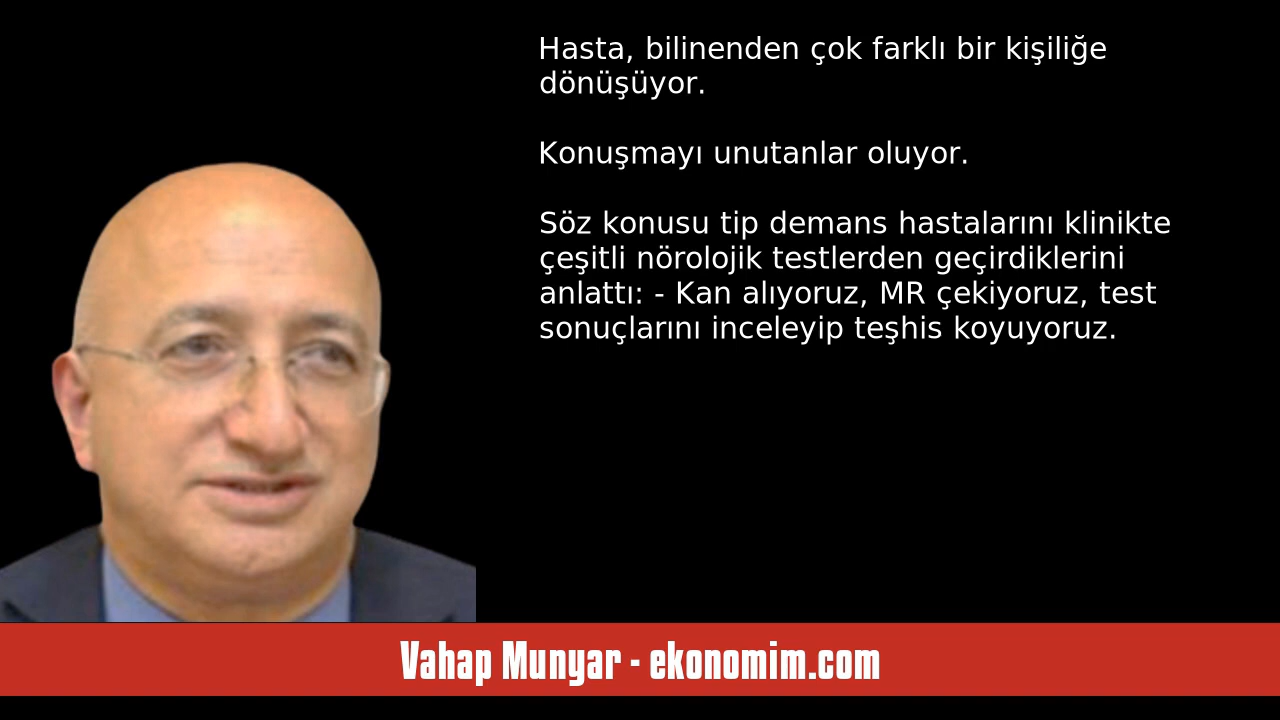 Hasta, bilinenden çok farklı bir kişiliğe
dönüşüyor.
Konuşmayı unutanlar oluyor.
Söz konusu tip demans hastalarını klinikte
çeşitli nörolojik testlerden geçirdiklerini
anlattı: - Kan alıyoruz, MR çekiyoruz, test
sonuçlarını inceleyip teşhis koyuyoruz.
Vahap Munyar - ekonomim.com